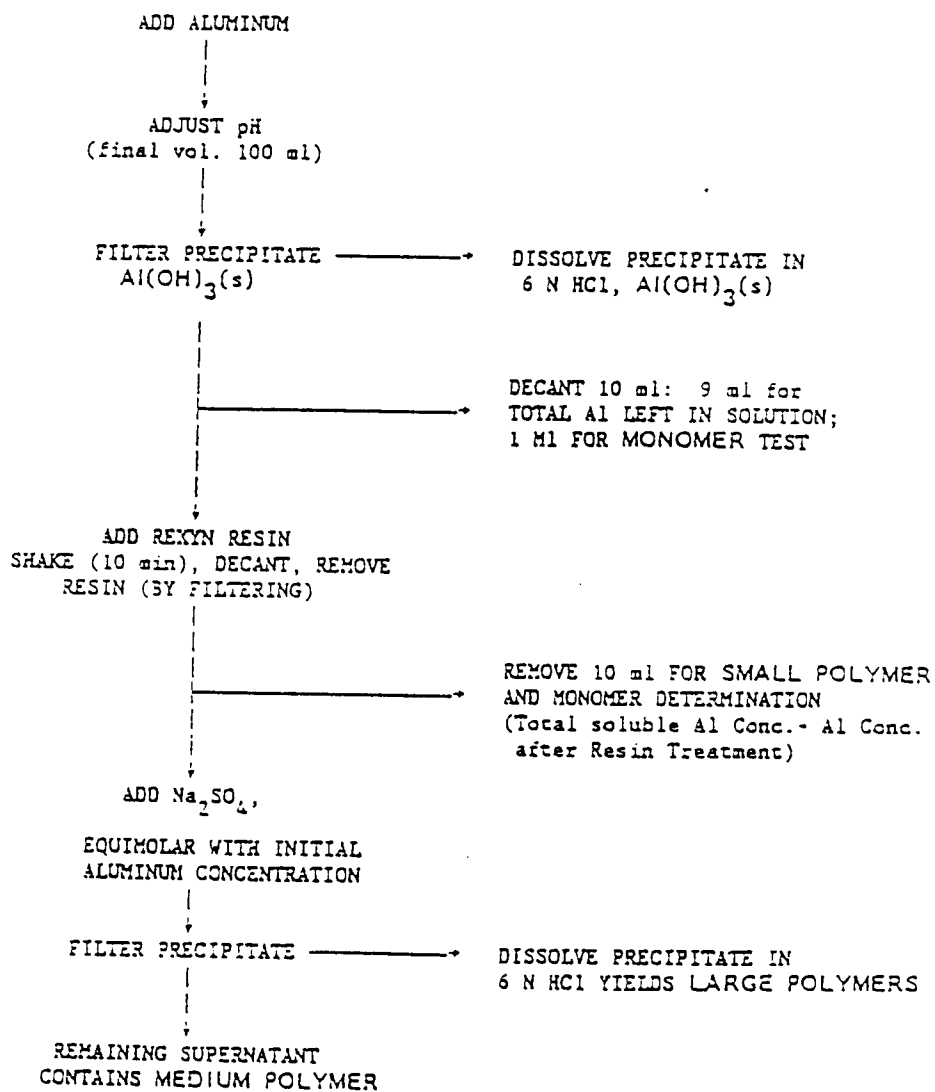 ADD ALUMINUM
ADJUST pH
(final vol. 100 ml)
FILTER PRECIPITATE
Al(OH)3(s)
DISSOLVE PRECIPITATE IN
6 N HCl, Al(OH)3(s)
DECANT 10 ml: 9 ml for
TOTAL Al LEFT IN SOLUTION;
1 Ml FOR MONOMER TEST
ADD REXYN RESIN
SHAKE (10 min), DECANT, REMOVE
RESIN (BY FILTERING)
REMOVE 10 ml FOR SMALL POLYMER
AND MONOMER DETERMINATION
(Total soluble Al Conc.- Al Conc.
after Resin Treatment)
ADD Na2SO4,
EQUIMOLAR WITH INITIAL
ALUMINUM CONCENTRATION
FILTER PRECIPITATE
DISSOLVE PRECIPITATE IN
6 N HCl YIELDS LARGE POLYMERS
REMAINING SUPERNATANT
CONTAINS MEDIUM POLYMER